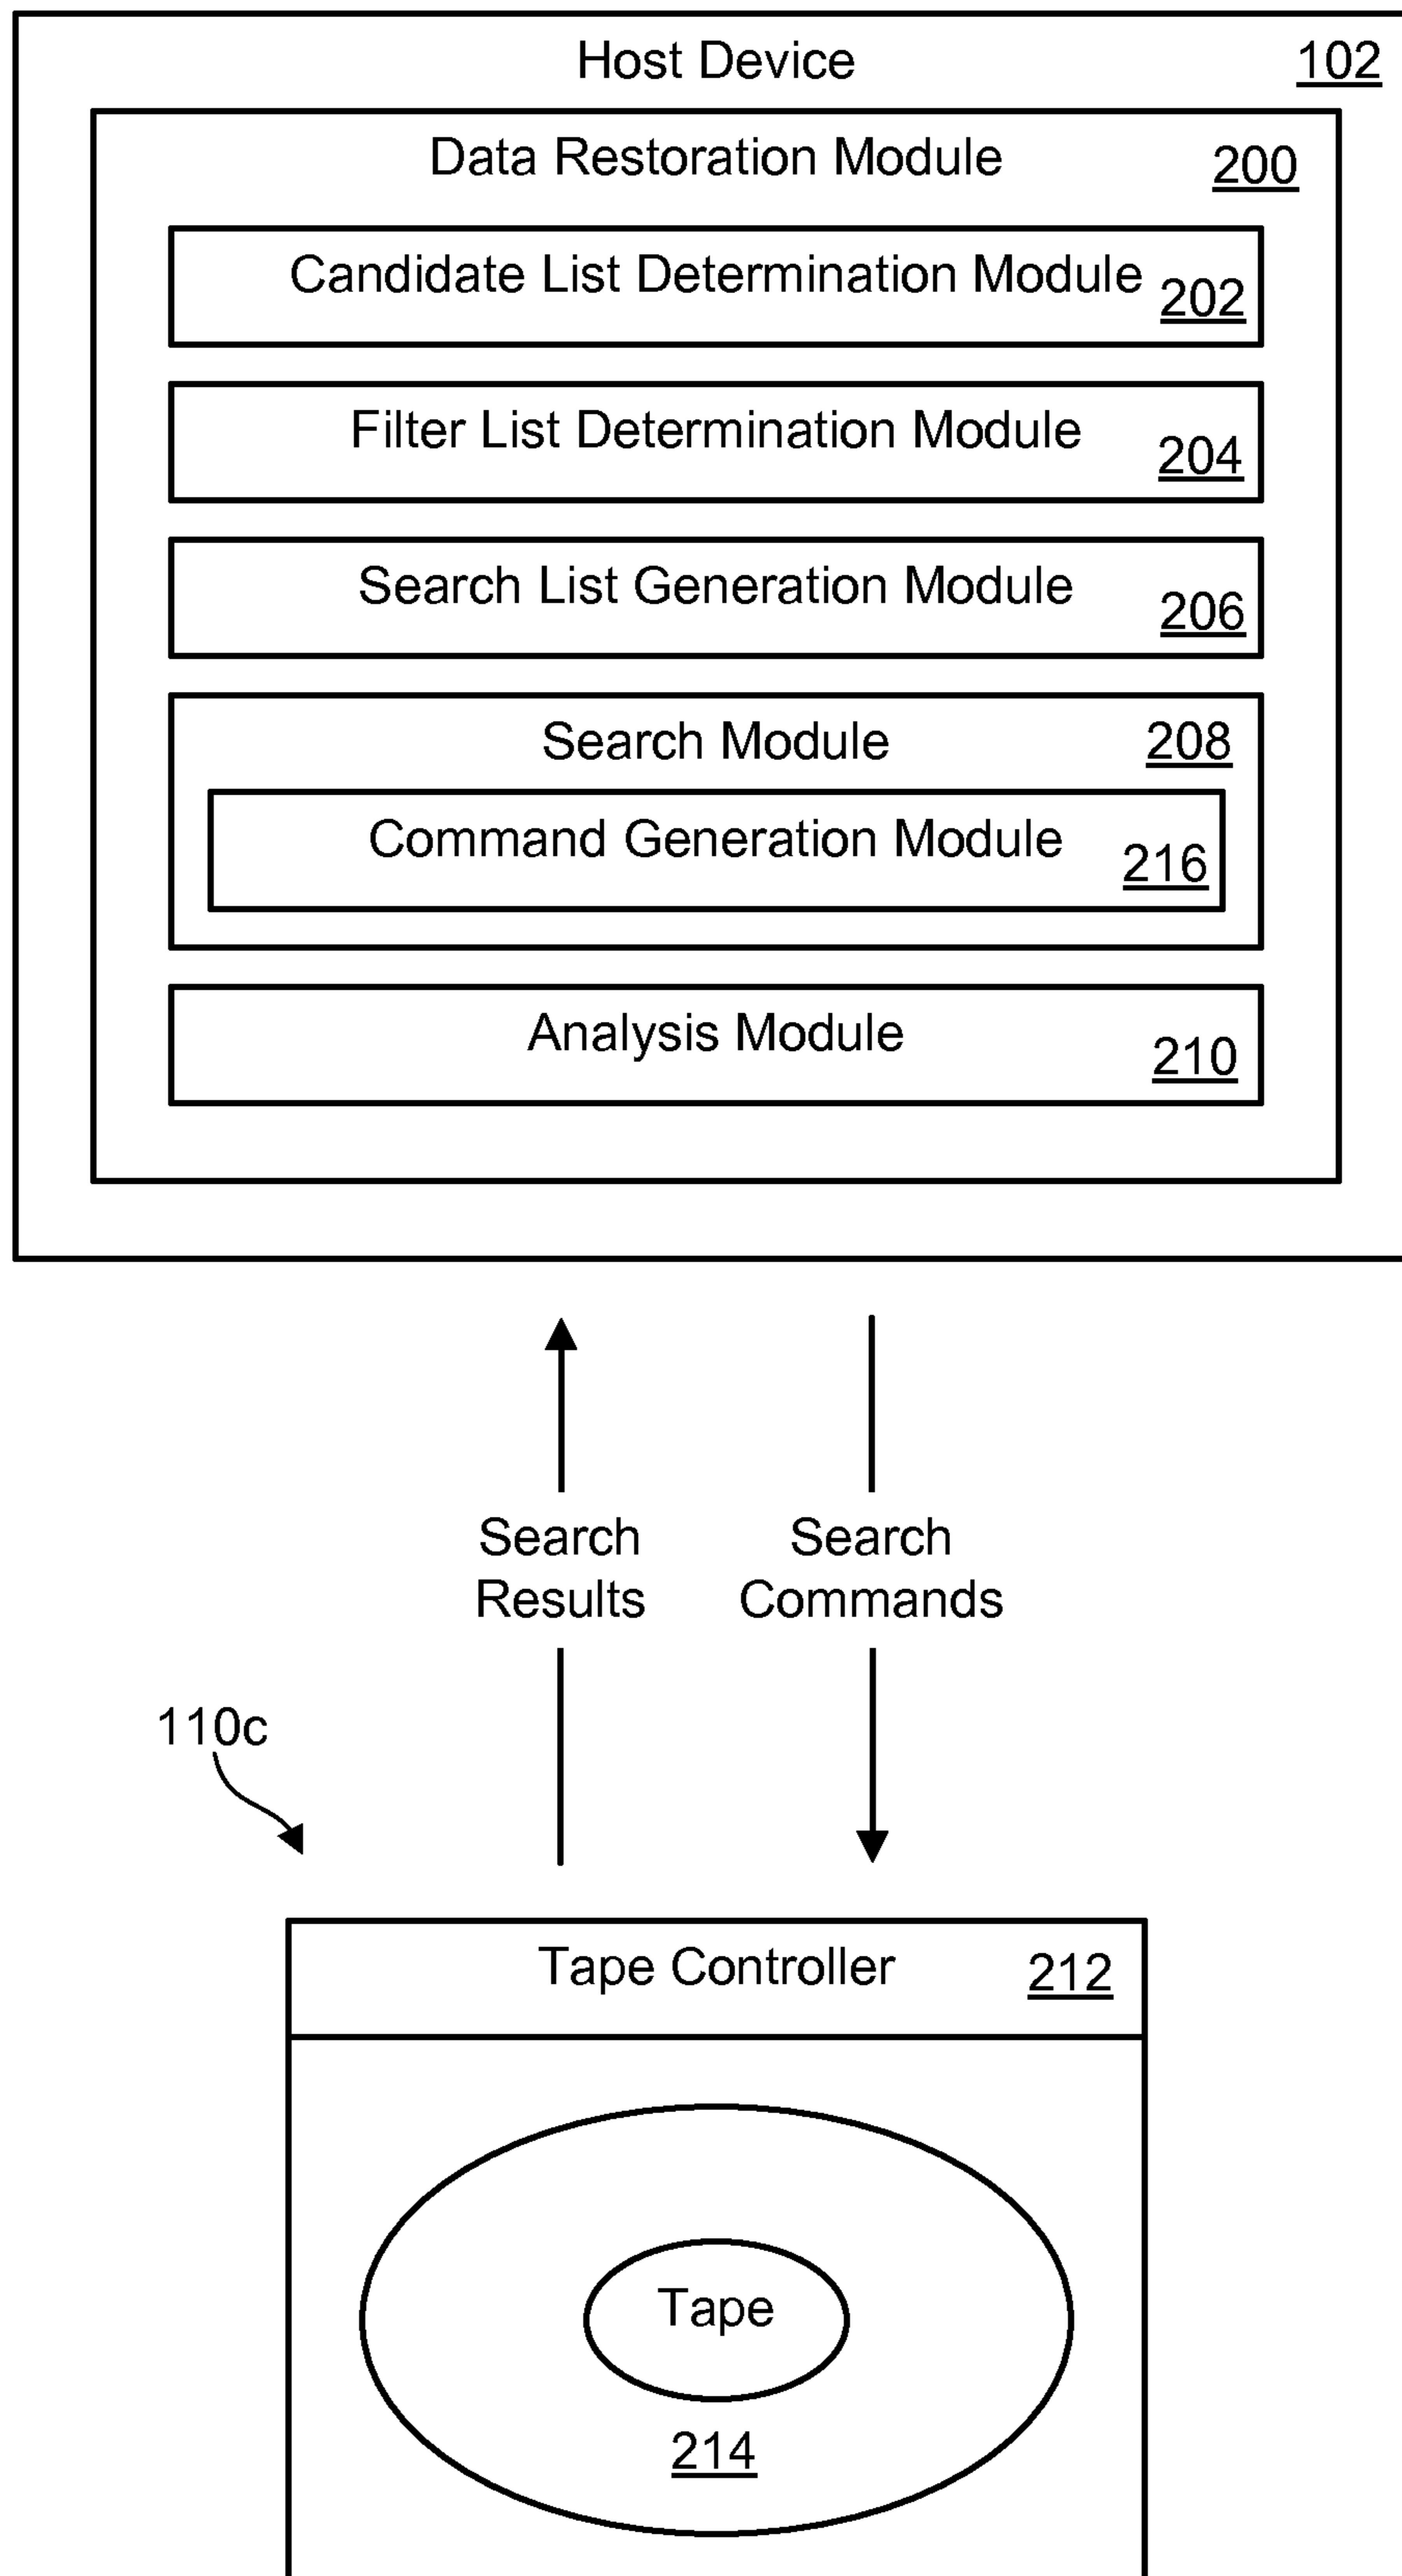 Host Device 102
Data Restoration Module 200
Candidate List Determination Module 202
Filter List Determination Module 204
Search List Generation Module 206
Search Module 208
Command Generation Module 216
Analysis Module 210
Search
Results
Search
Commands
110c
Tape Controller 212
Tape
214